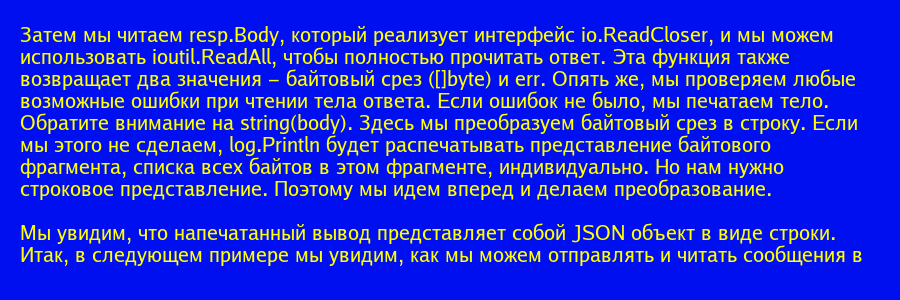 Затем мы читаем resp.Body, который реализует интерфейс io.ReadCloser, и мы можем
использовать ioutil.ReadAll, чтобы полностью прочитать ответ. Эта функция также
возвращает два значения – байтовый срез ([]byte) и err. Опять же, мы проверяем любые
возможные ошибки при чтении тела ответа. Если ошибок не было, мы печатаем тело.
Обратите внимание на string(body). Здесь мы преобразуем байтовый срез в строку. Если
мы этого не сделаем, log.Println будет распечатывать представление байтового
фрагмента, списка всех байтов в этом фрагменте, индивидуально. Но нам нужно
строковое представление. Поэтому мы идем вперед и делаем преобразование.

Мы увидим, что напечатанный вывод представляет собой JSON объект в виде строки.
Итак, в следующем примере мы увидим, как мы можем отправлять и читать сообщения в